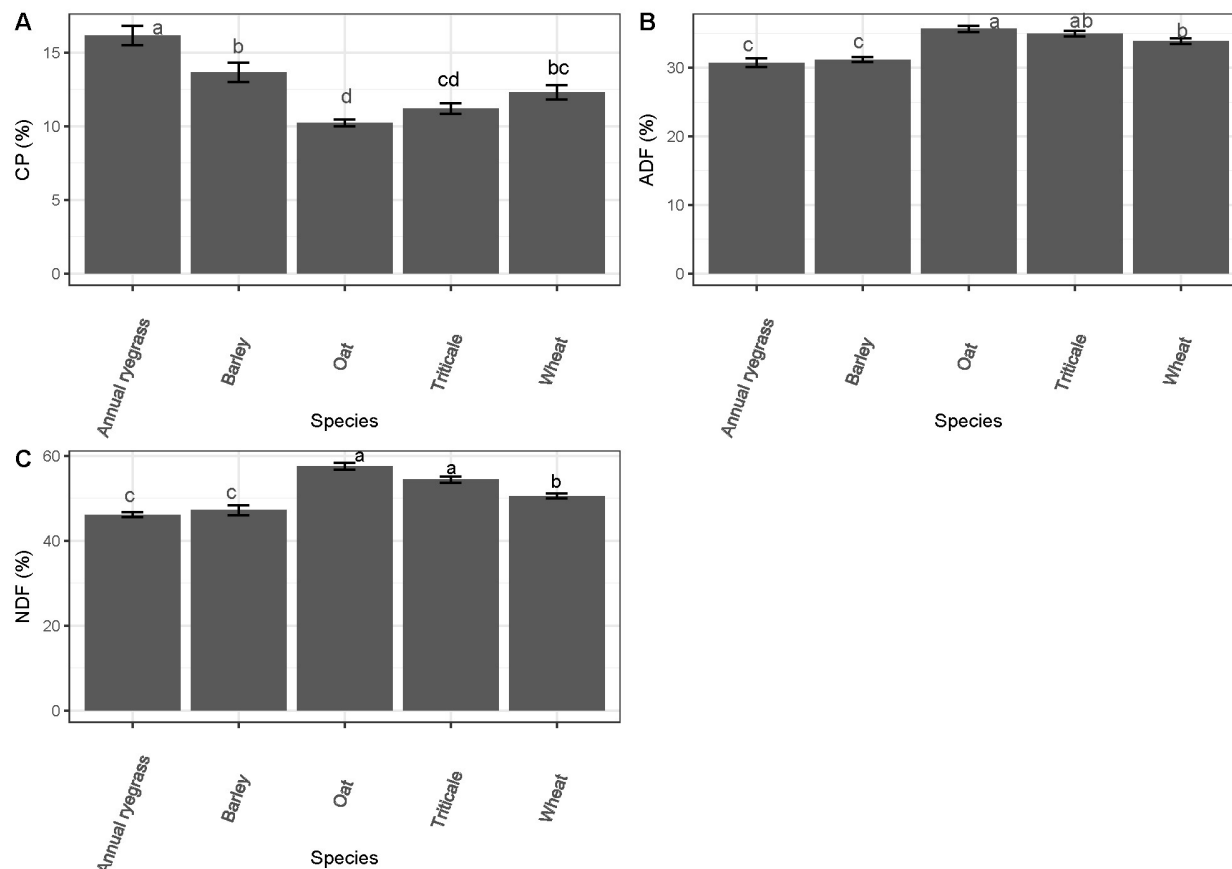 A
CP (%)
15
10
5
0
a
b
d
cd
bc
Annual ryegrass
Barley
Oat
Triticale
Wheat
Species
B
ADF (%)
30
20
10
0
c
c
a
ab
b
Annual ryegrass
Barley
Oat
Triticale
Wheat
Species
C
NDF (%)
60
40
20
0
c
c
a
a
b
Annual ryegrass
Barley
Oat
Triticale
Wheat
Species